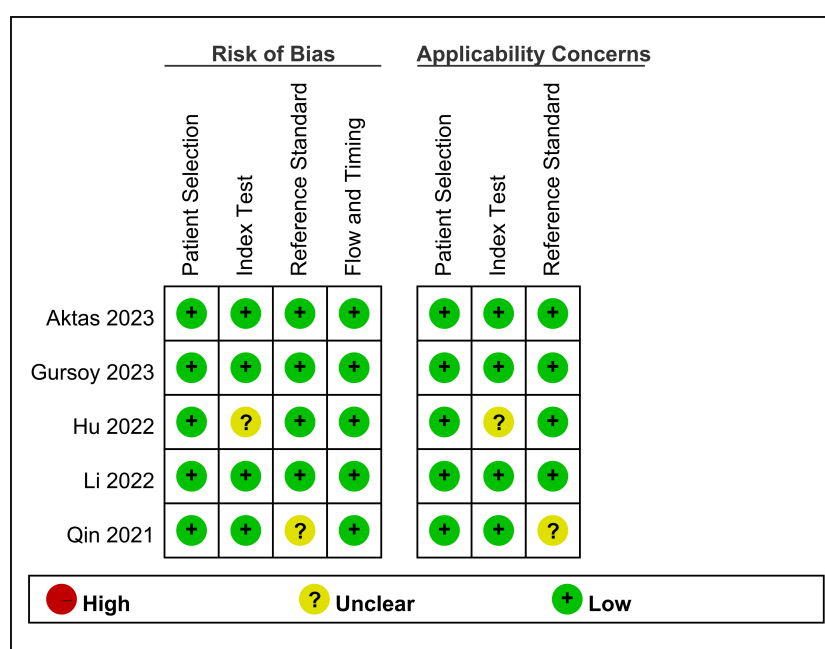 Risk of Bias Applicability Concerns
Patient Selection Index Test Reference Standard Flow and Timing Patient Selection Index Test Reference Standard
Aktas 2023 + + + + + + +
Gursoy 2023 + + + + + + +
Hu 2022 + ? + + + ? +
Li 2022 + + + + + + +
Qin 2021 + + ? + + + ?
– High ? Unclear + Low